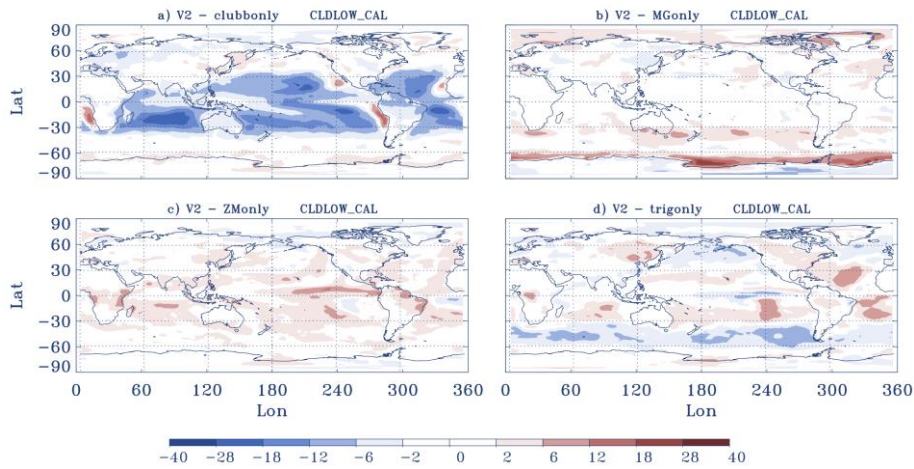 a) V2 - clubbonly CLDLOW_CAL
b) V2 - MGonly CLDLOW_CAL
Lat
90
60
30
0
-30
-60
-90
c) V2 - ZMonly CLDLOW_CAL
d) V2 - trigonly CLDLOW_CAL
Lat
90
60
30
0
-30
-60
-90
0 60 120 180 240 300 360
0 60 120 180 240 300 360
Lon
Lon
-40 -28 -18 -12 -6 -2 0 2 6 12 18 28 40